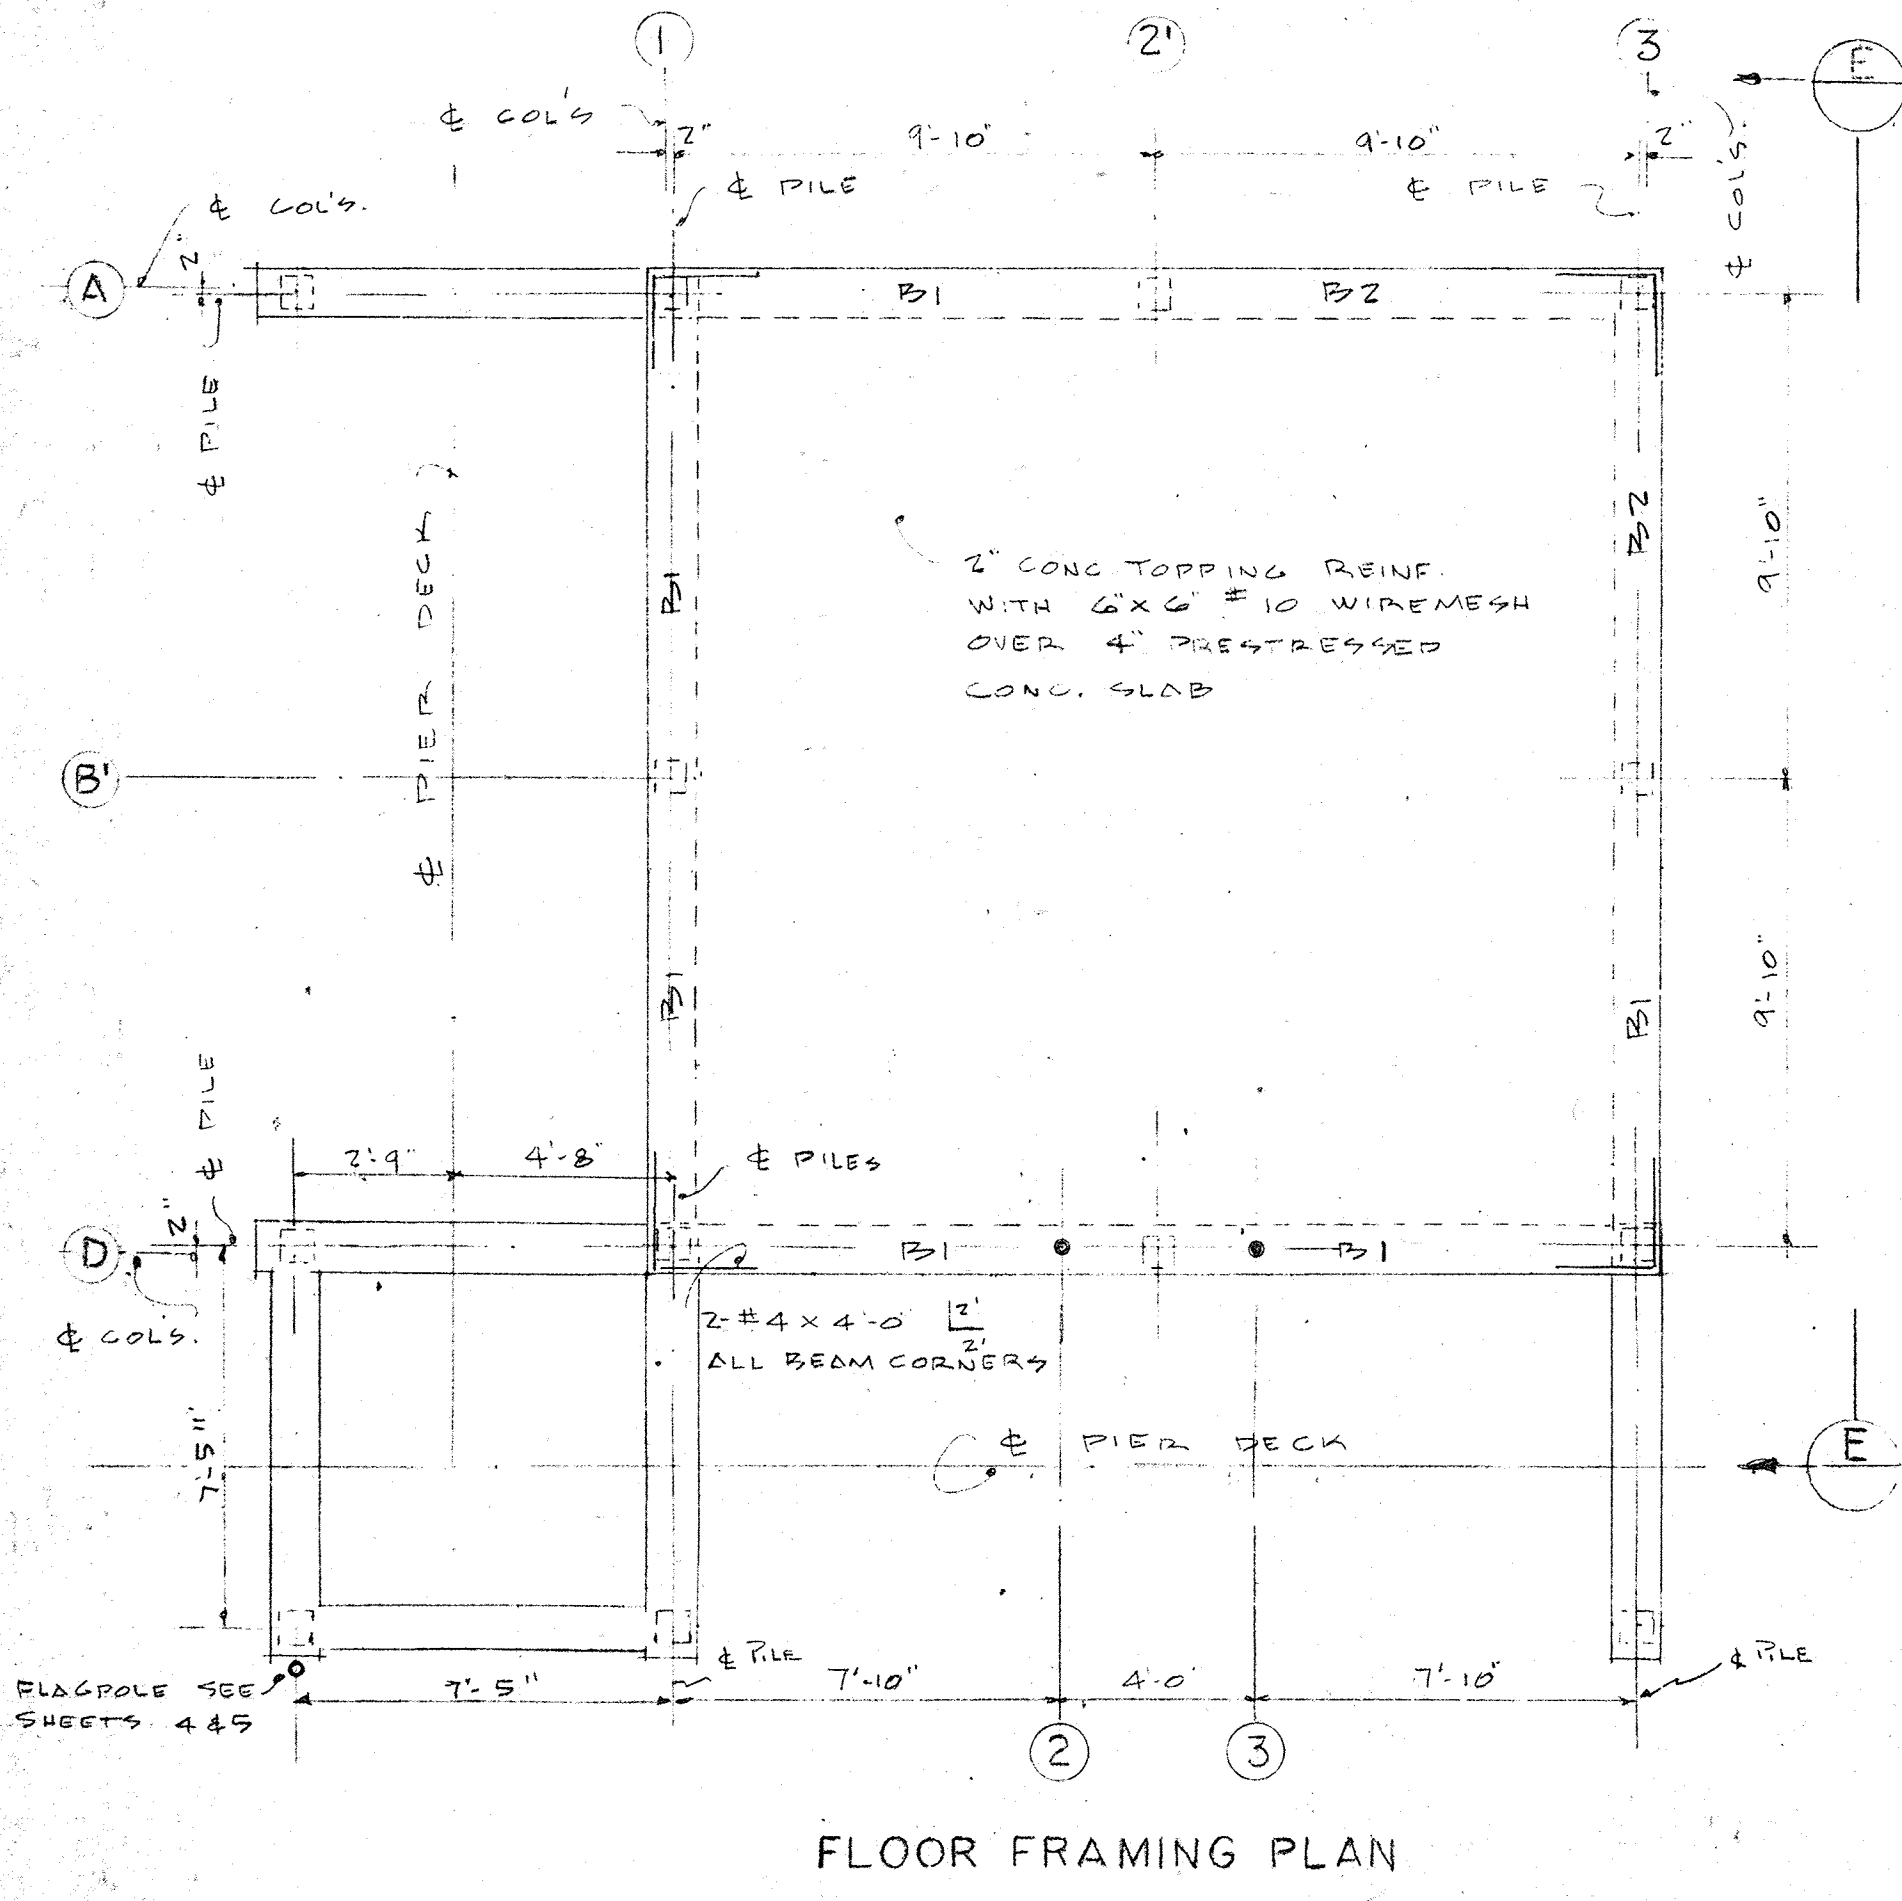 1
2'
3
E
℄ COL'S
2"
9'-10"
9'-10"
2"
℄ COL'S.
℄ PILE
℄ PILE
℄ COL'S.
2"
A
B1
B2
℄ PILE
℄ PIER DECK
B1
B2
9'-10"
2" CONC TOPPING REINF.
WITH 6"X6" #10 WIREMESH
OVER 4" PRESTRESSED
CONC. SLAB
B'
B1
B1
9'-10"
℄ PILE
2'-9"
4'-8"
℄ PILES
2"
D
B1
B1
℄ COLS.
2-#4 x 4'-0" 2'
2'
ALL BEAM CORNERS
7'-5"
℄ PIER DECK
E
FLAGPOLE SEE
SHEETS 4 & 5
7'-5"
℄ PILE
7'-10"
4'-0"
7'-10"
℄ PILE
2
3
FLOOR FRAMING PLAN